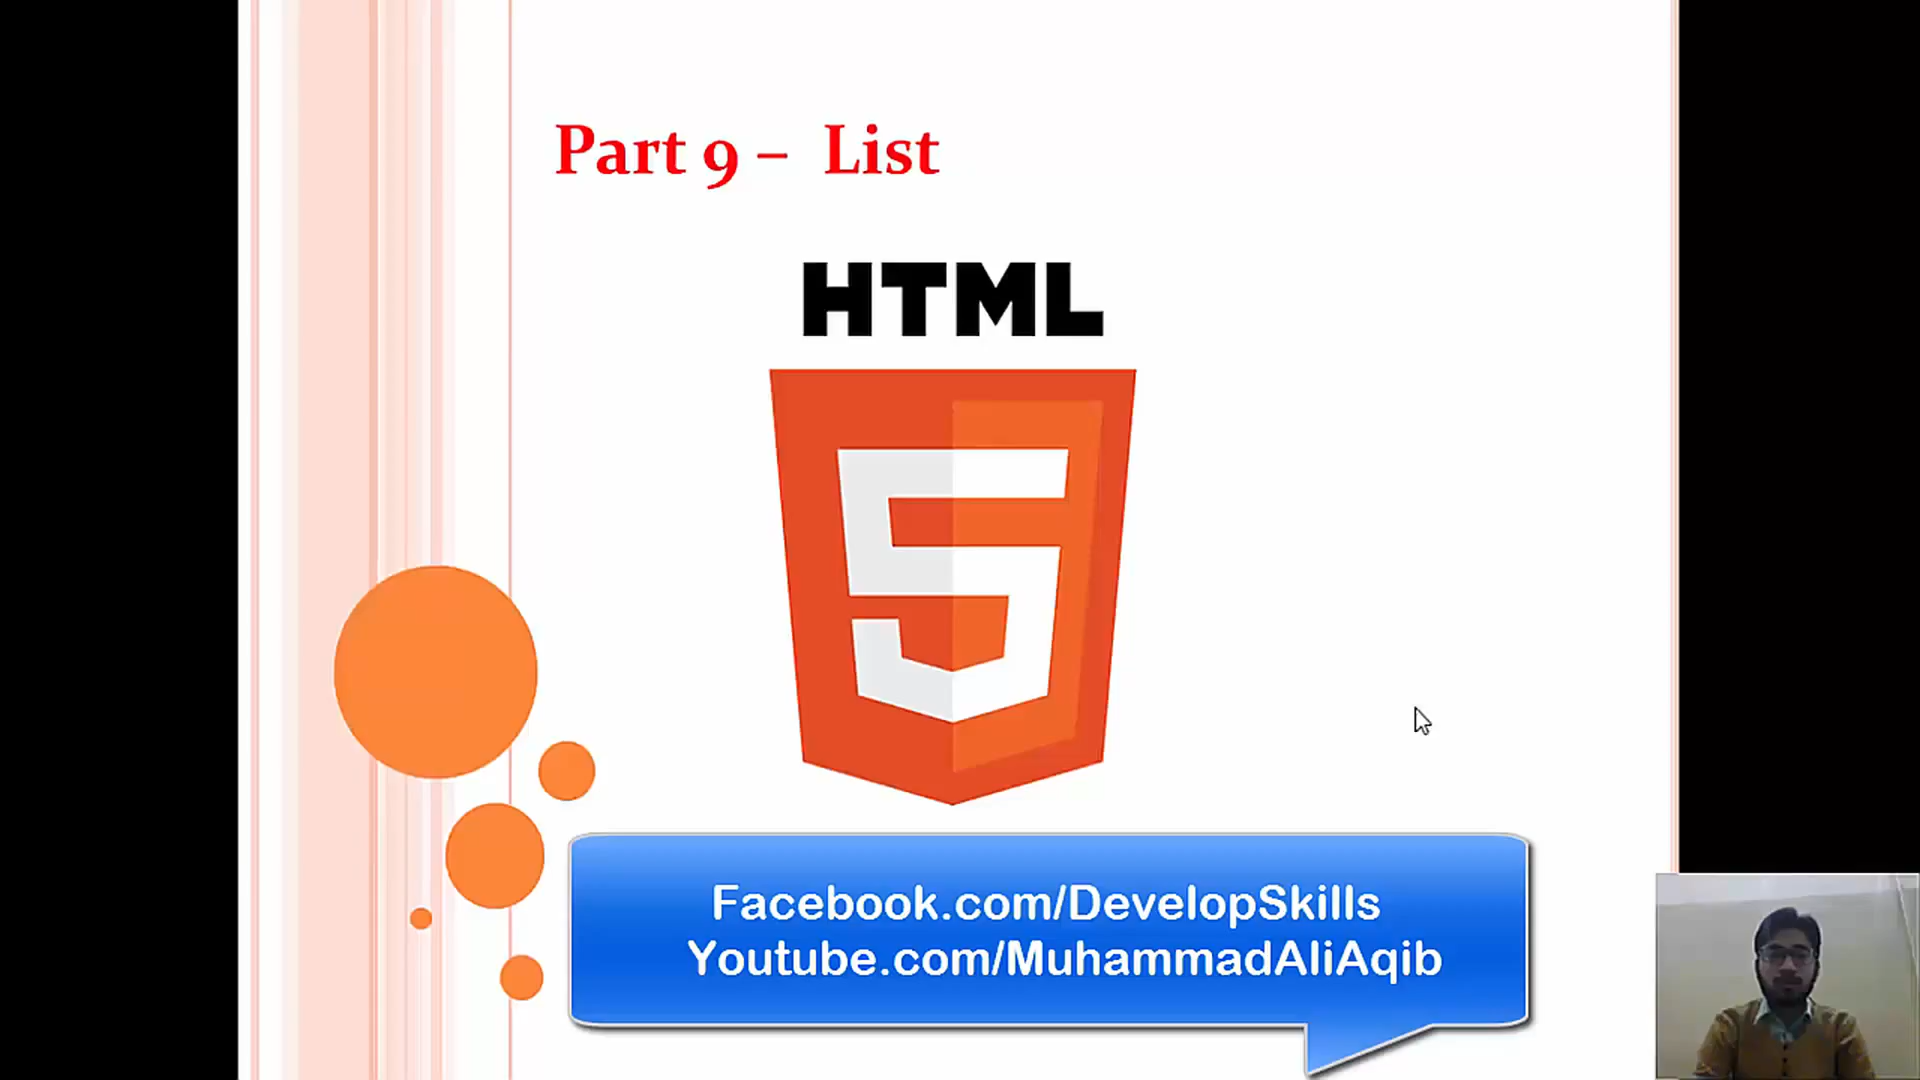 Part 9 – List
HTML
5
Facebook.com/DevelopSkills
Youtube.com/MuhammadAliAqib